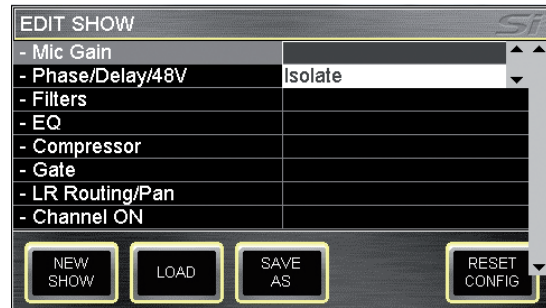 EDIT SHOW
Si
- Mic Gain
- Phase/Delay/48V Isolate
- Filters
- EQ
- Compressor
- Gate
- LR Routing/Pan
- Channel ON
NEW SHOW
LOAD
SAVE AS
RESET CONFIG